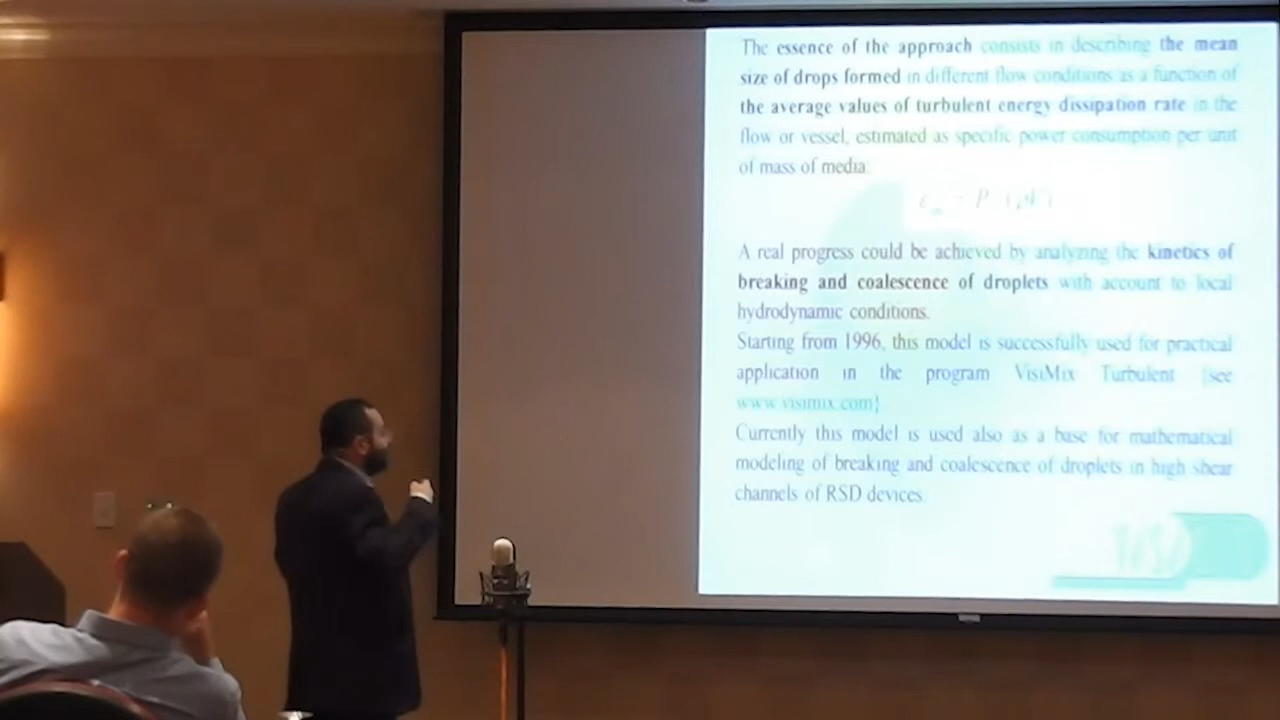 The essence of the approach consists in describing the mean
size of drops formed in different flow conditions as a function of
the average values of turbulent energy dissipation rate in the
flow or vessel, estimated as specific power consumption per unit
of mass of media:
A real progress could be achieved by analyzing the kinetics of
breaking and coalescence of droplets with account to local
hydrodynamic conditions.
Starting from 1996, this model is successfully used for practical
application in the program VisiMix Turbulent [see
www.visimix.com}
Currently this model is used also as a base for mathematical
modeling of breaking and coalescence of droplets in high shear
channels of RSD devices.